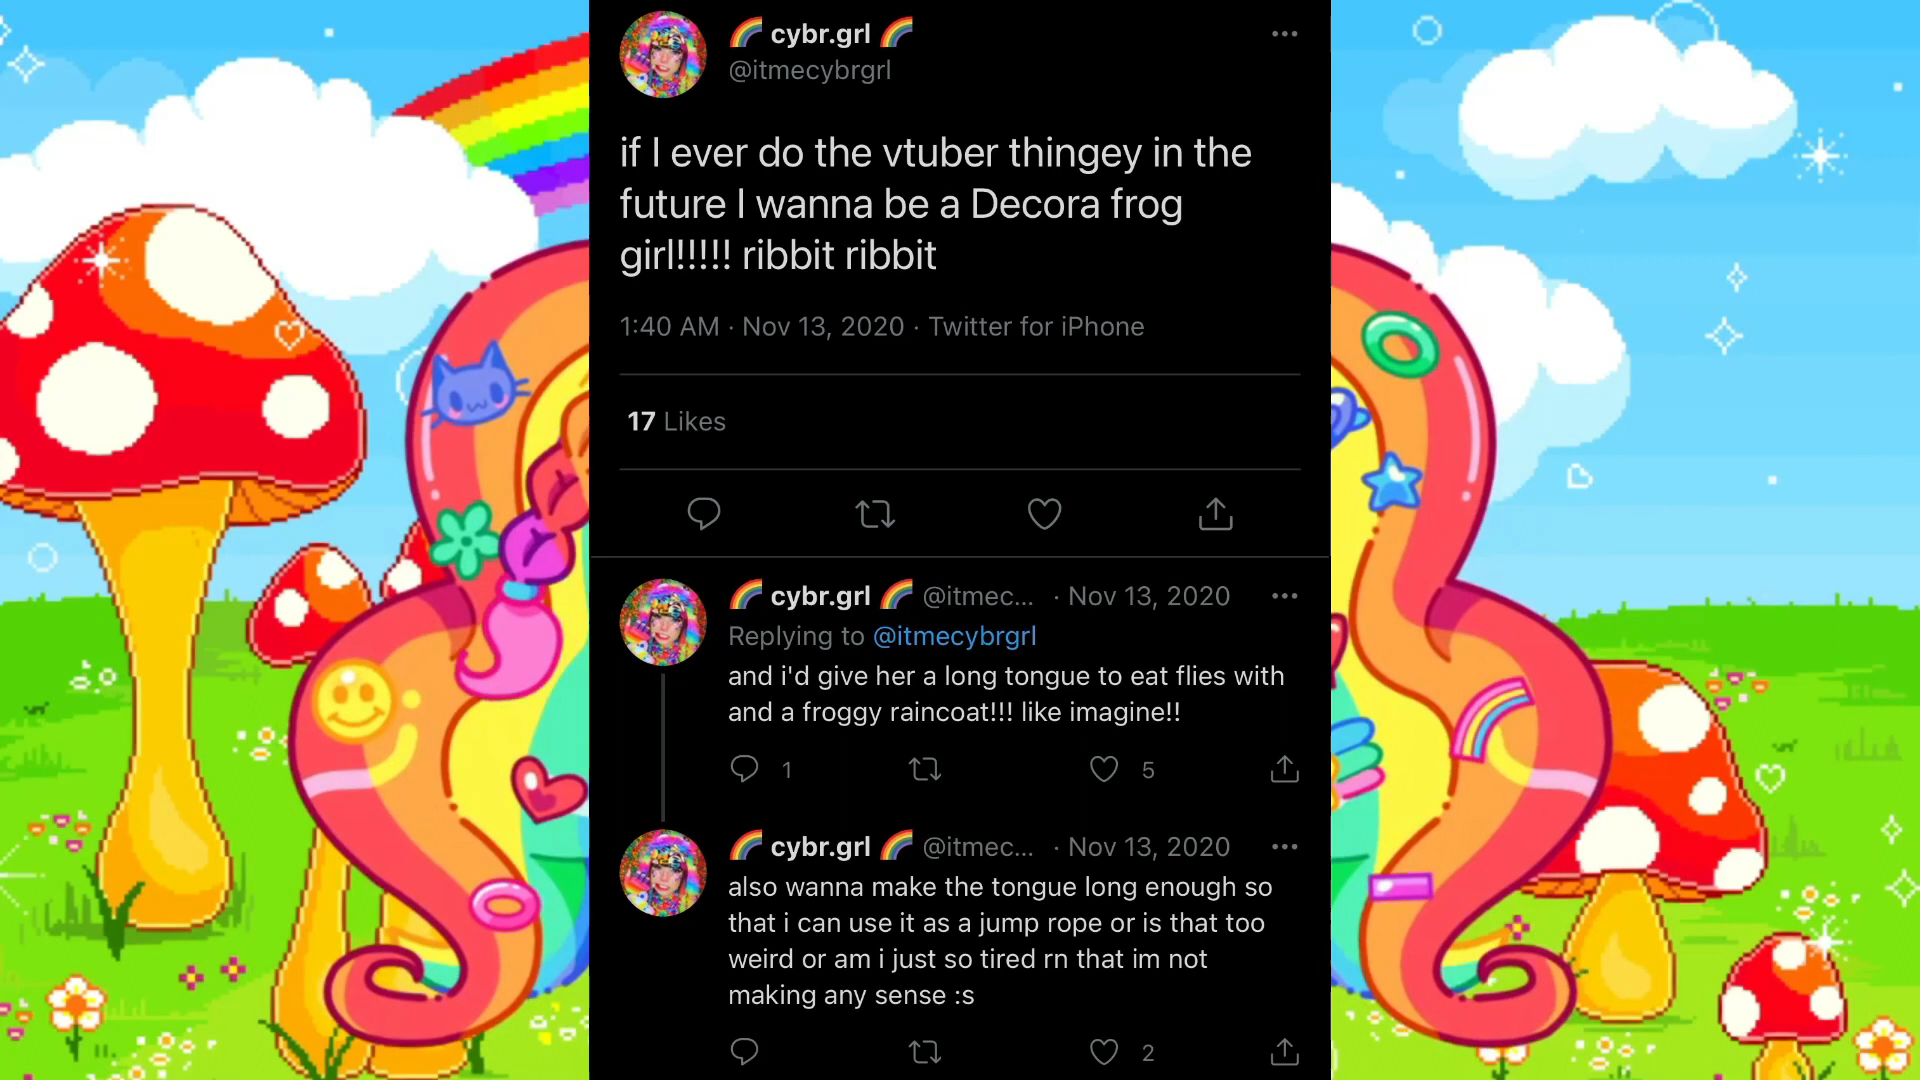 🌈 cybr.grl 🌈
@itmecybrgrl
if I ever do the vtuber thingey in the
future I wanna be a Decora frog
girl!!!!! ribbit ribbit
1:40 AM · Nov 13, 2020 · Twitter for iPhone
17 Likes
🌈 cybr.grl 🌈 @itmec... · Nov 13, 2020
Replying to @itmecybrgrl
and i'd give her a long tongue to eat flies with
and a froggy raincoat!!! like imagine!!
1 5
🌈 cybr.grl 🌈 @itmec... · Nov 13, 2020
also wanna make the tongue long enough so
that i can use it as a jump rope or is that too
weird or am i just so tired rn that im not
making any sense :s
2